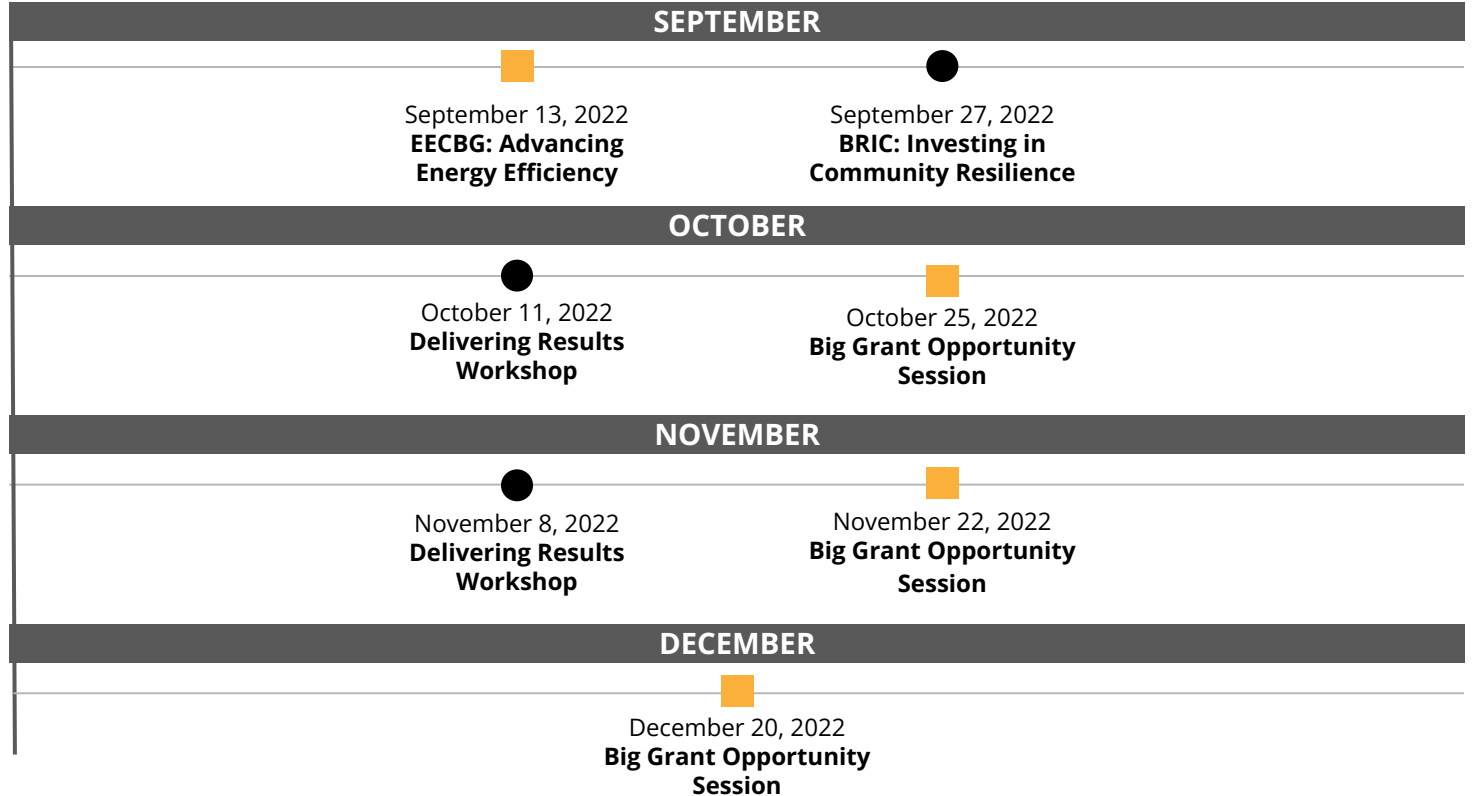 SEPTEMBER
September 13, 2022
EECBG: Advancing
Energy Efficiency
September 27, 2022
BRIC: Investing in
Community Resilience
OCTOBER
October 11, 2022
Delivering Results
Workshop
October 25, 2022
Big Grant Opportunity
Session
NOVEMBER
November 8, 2022
Delivering Results
Workshop
November 22, 2022
Big Grant Opportunity
Session
DECEMBER
December 20, 2022
Big Grant Opportunity
Session